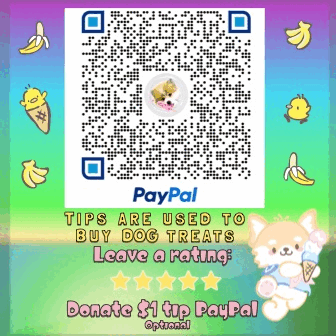 PayPal
TIPS ARE USED TO
BUY DOG TREATS
Leave a rating:
Donate $1 tip PayPal
Optional